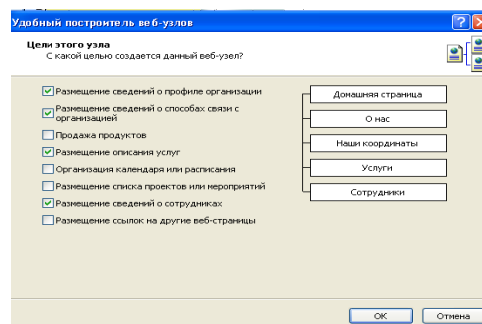 Удобный построитель веб-узлов
Цели этого узла
С какой целью создается данный веб-узел?
Размещение сведений о профиле организации
Размещение сведений о способах связи с
организацией
Продажа продуктов
Размещение описания услуг
Организация календаря или расписания
Размещение списка проектов или мероприятий
Размещение сведений о сотрудниках
Размещение ссылок на другие веб-страницы
Домашняя страница
О нас
Наши координаты
Услуги
Сотрудники
OK
Отмена